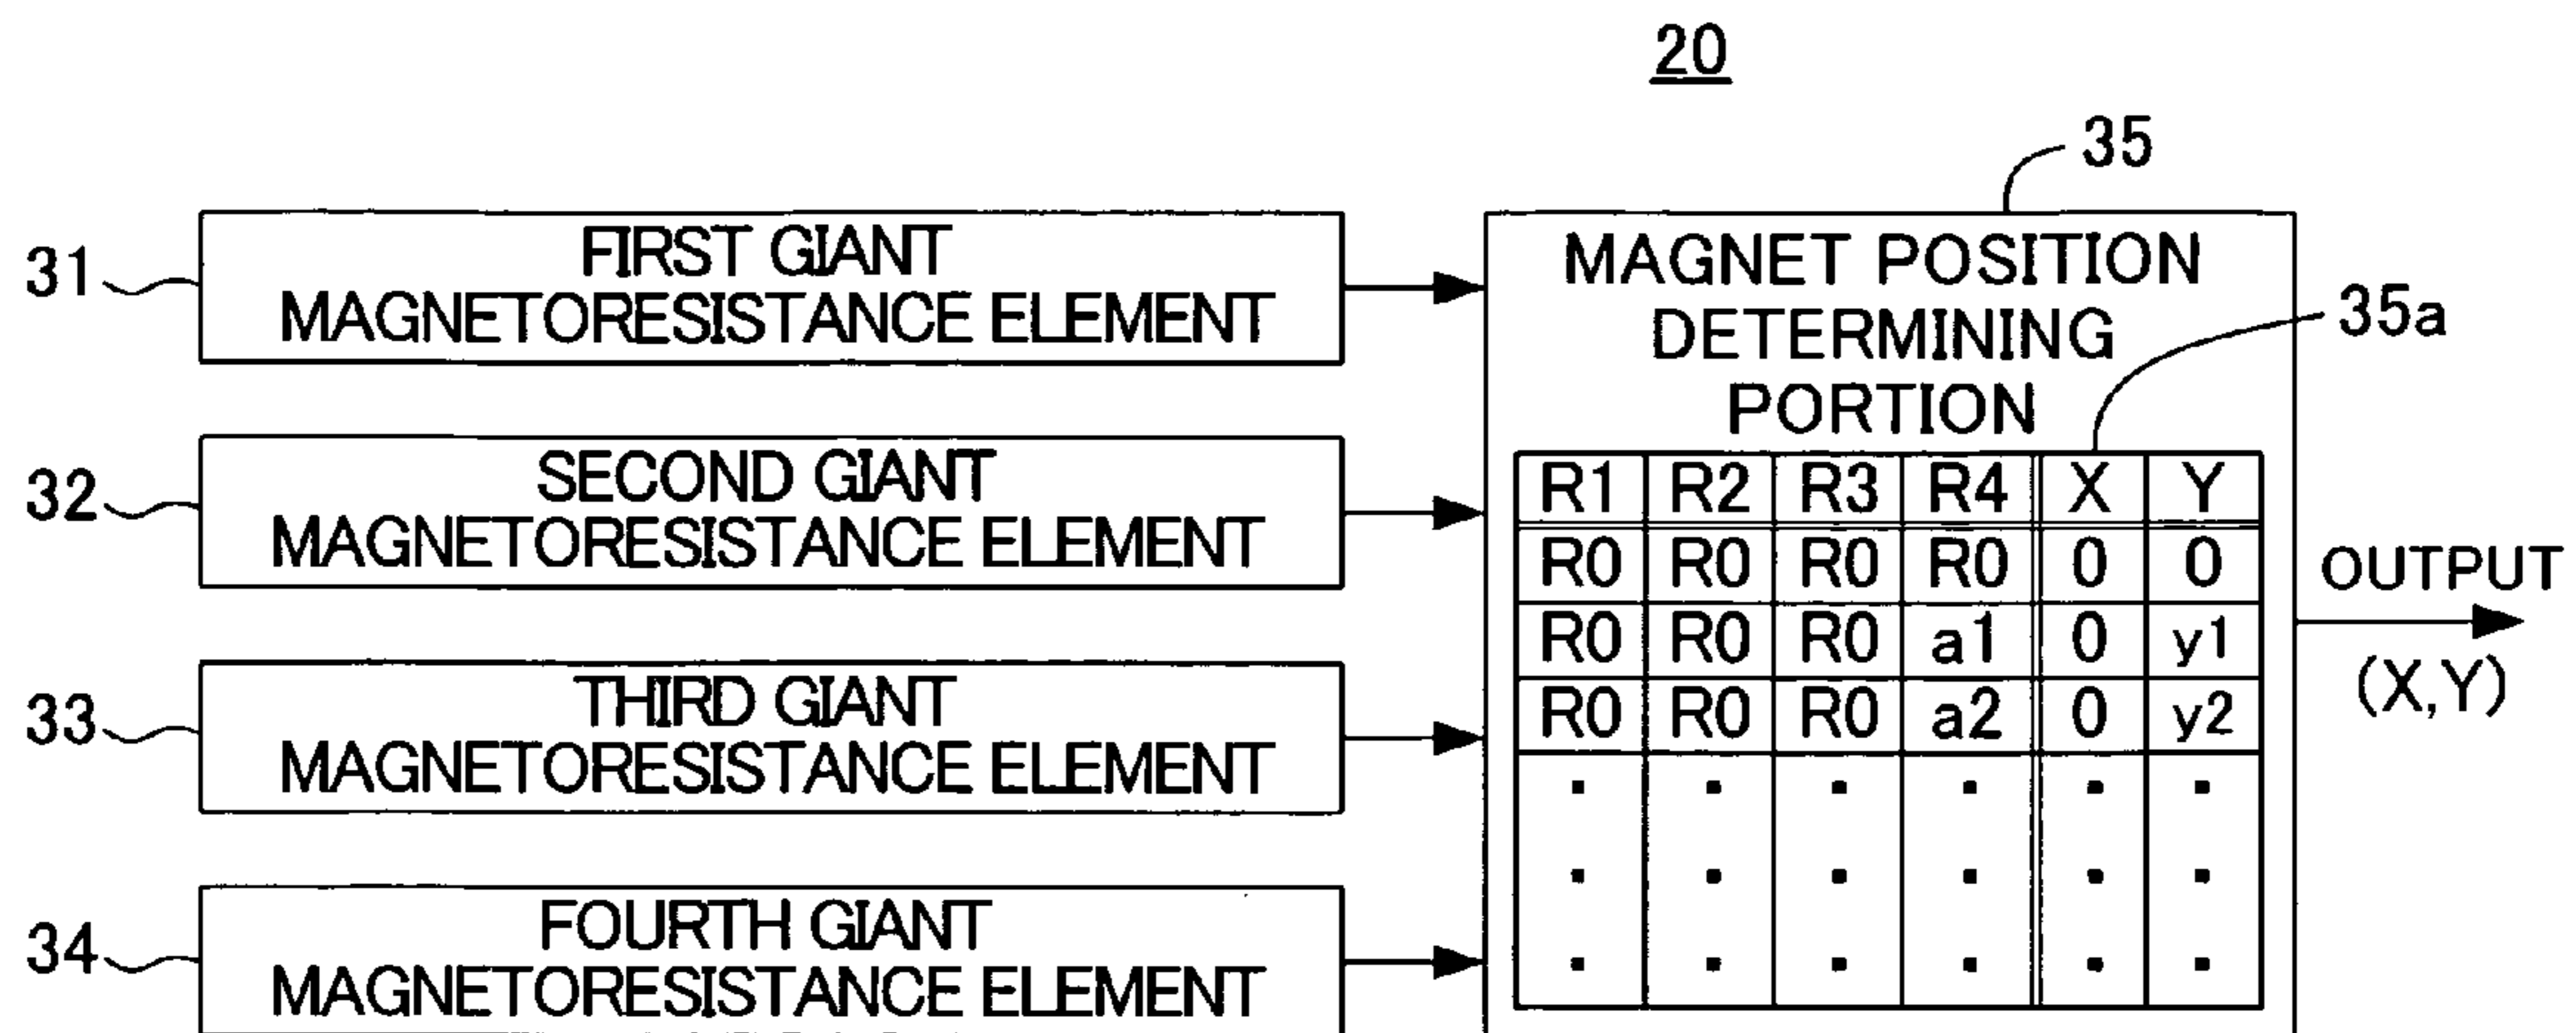 20
35
31
FIRST GIANT
MAGNETORESISTANCE ELEMENT
32
SECOND GIANT
MAGNETORESISTANCE ELEMENT
33
THIRD GIANT
MAGNETORESISTANCE ELEMENT
34
FOURTH GIANT
MAGNETORESISTANCE ELEMENT
MAGNET POSITION
DETERMINING
PORTION
35a
R1 R2 R3 R4 X Y
R0 R0 R0 R0 0 0
R0 R0 R0 a1 0 y1
R0 R0 R0 a2 0 y2
OUTPUT
(X,Y)